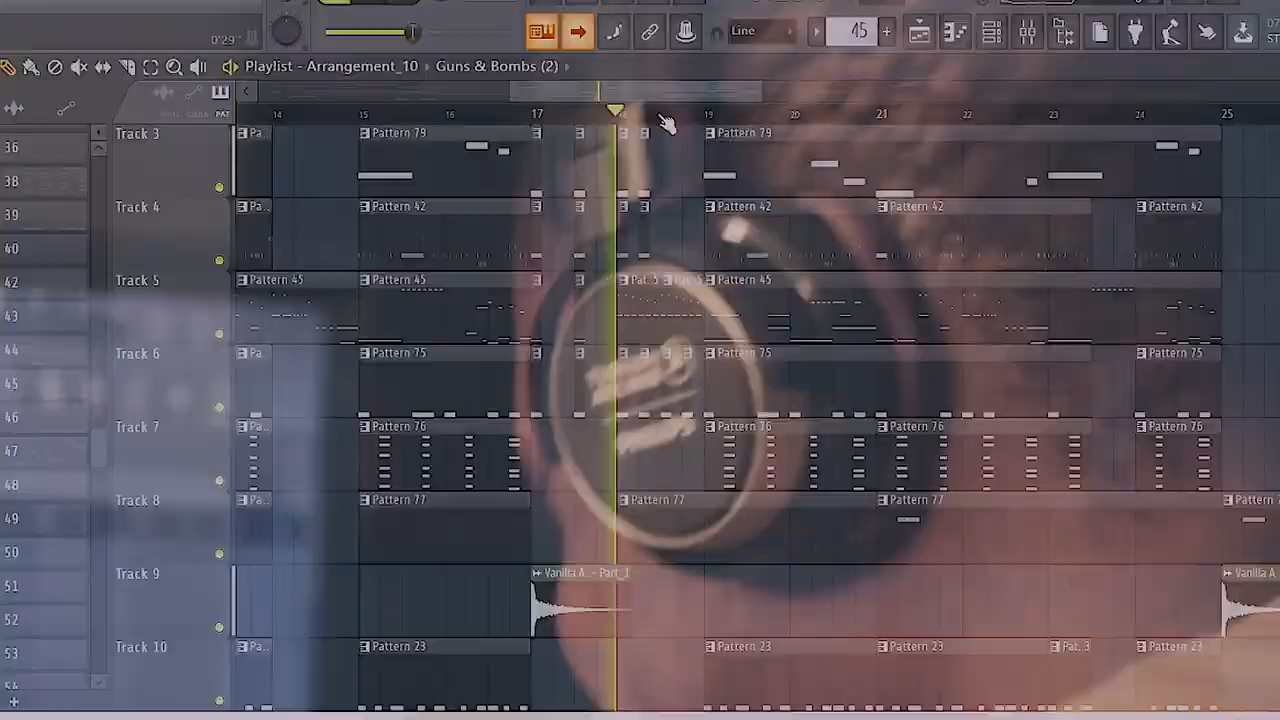 0'29"
Line
45
Playlist - Arrangement_10 › Guns & Bombs (2) ›
PAT
14 15 16 17 18 19 20 21 22 23 24 25
36
38
39
40
42
43
44
45
46
47
48
49
50
51
52
53
Track 3 Pa.. Pattern 79 Pattern 79
Track 4 Pa.. Pattern 42 Pattern 42 Pattern 42 Pattern 42
Track 5 Pattern 45 Pattern 45 Pattern 45
Track 6 Pa Pattern 75 Pattern 75 Pattern 75
Track 7 Pa.. Pattern 76 Pattern 76 Pattern 76 Pattern 76
Track 8 Pa.. Pattern 77 Pattern 77 Pattern 77 Pattern
Track 9 Vanilla A.. - Part_1 Vanilla A
Track 10 Pa.. Pattern 23 Pattern 23 Pattern 23 Pat..3 Pattern 23